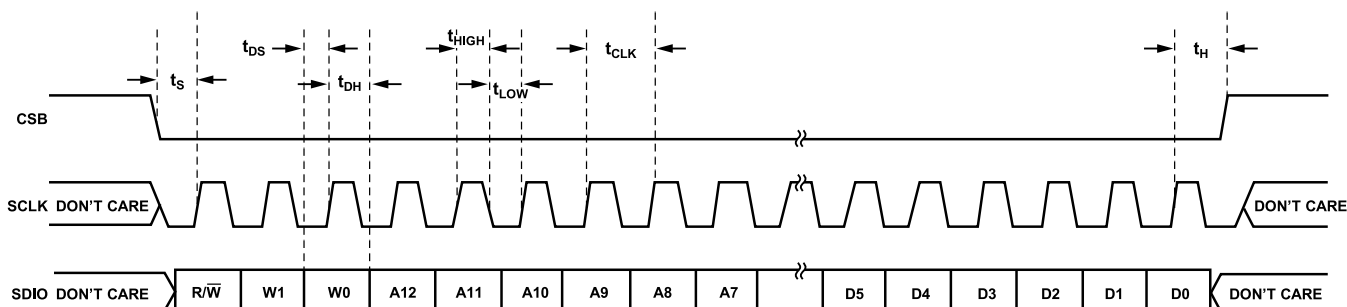 tDS
tHIGH
tCLK
tH
tS
tDH
tLOW
CSB
SCLK DON'T CARE
DON'T CARE
SDIO DON'T CARE
R/W̅
W1
W0
A12
A11
A10
A9
A8
A7
D5
D4
D3
D2
D1
D0
DON'T CARE